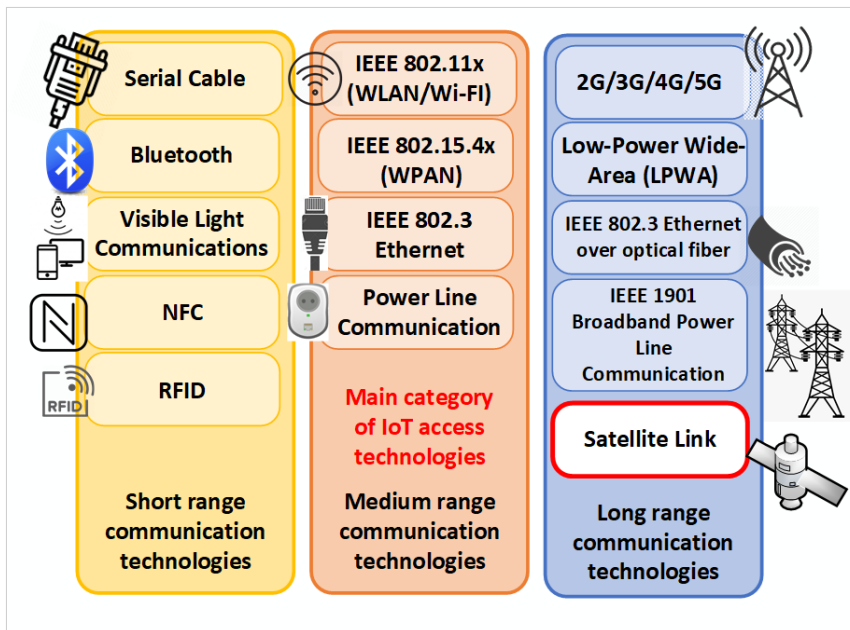 Serial Cable
Bluetooth
Visible Light
Communications
NFC
RFID
RFID
Short range
communication
technologies
IEEE 802.11x
(WLAN/Wi-FI)
IEEE 802.15.4x
(WPAN)
IEEE 802.3
Ethernet
Power Line
Communication
Main category
of IoT access
technologies
Medium range
communication
technologies
2G/3G/4G/5G
Low-Power Wide-
Area (LPWA)
IEEE 802.3 Ethernet
over optical fiber
IEEE 1901
Broadband Power
Line
Communication
Satellite Link
Long range
communication
technologies